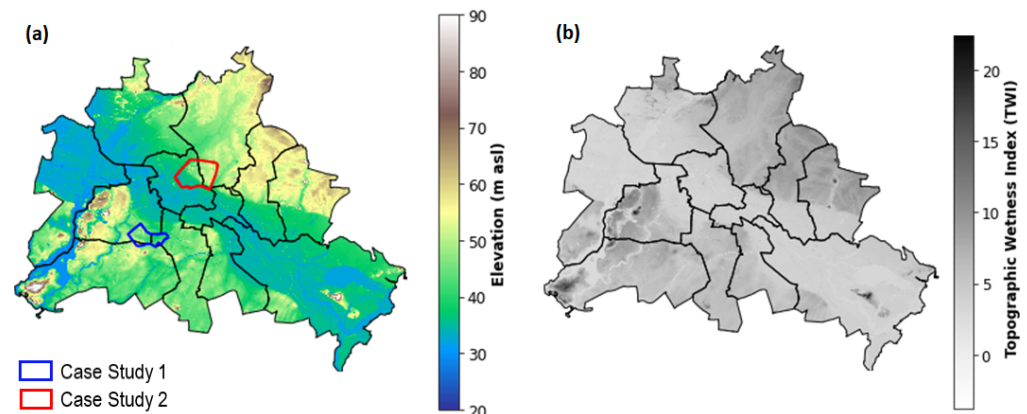 (a)
90
80
70
60
50
40
30
20
Elevation (m asl)
Case Study 1
Case Study 2
(b)
20
15
10
5
0
Topographic Wetness Index (TWI)